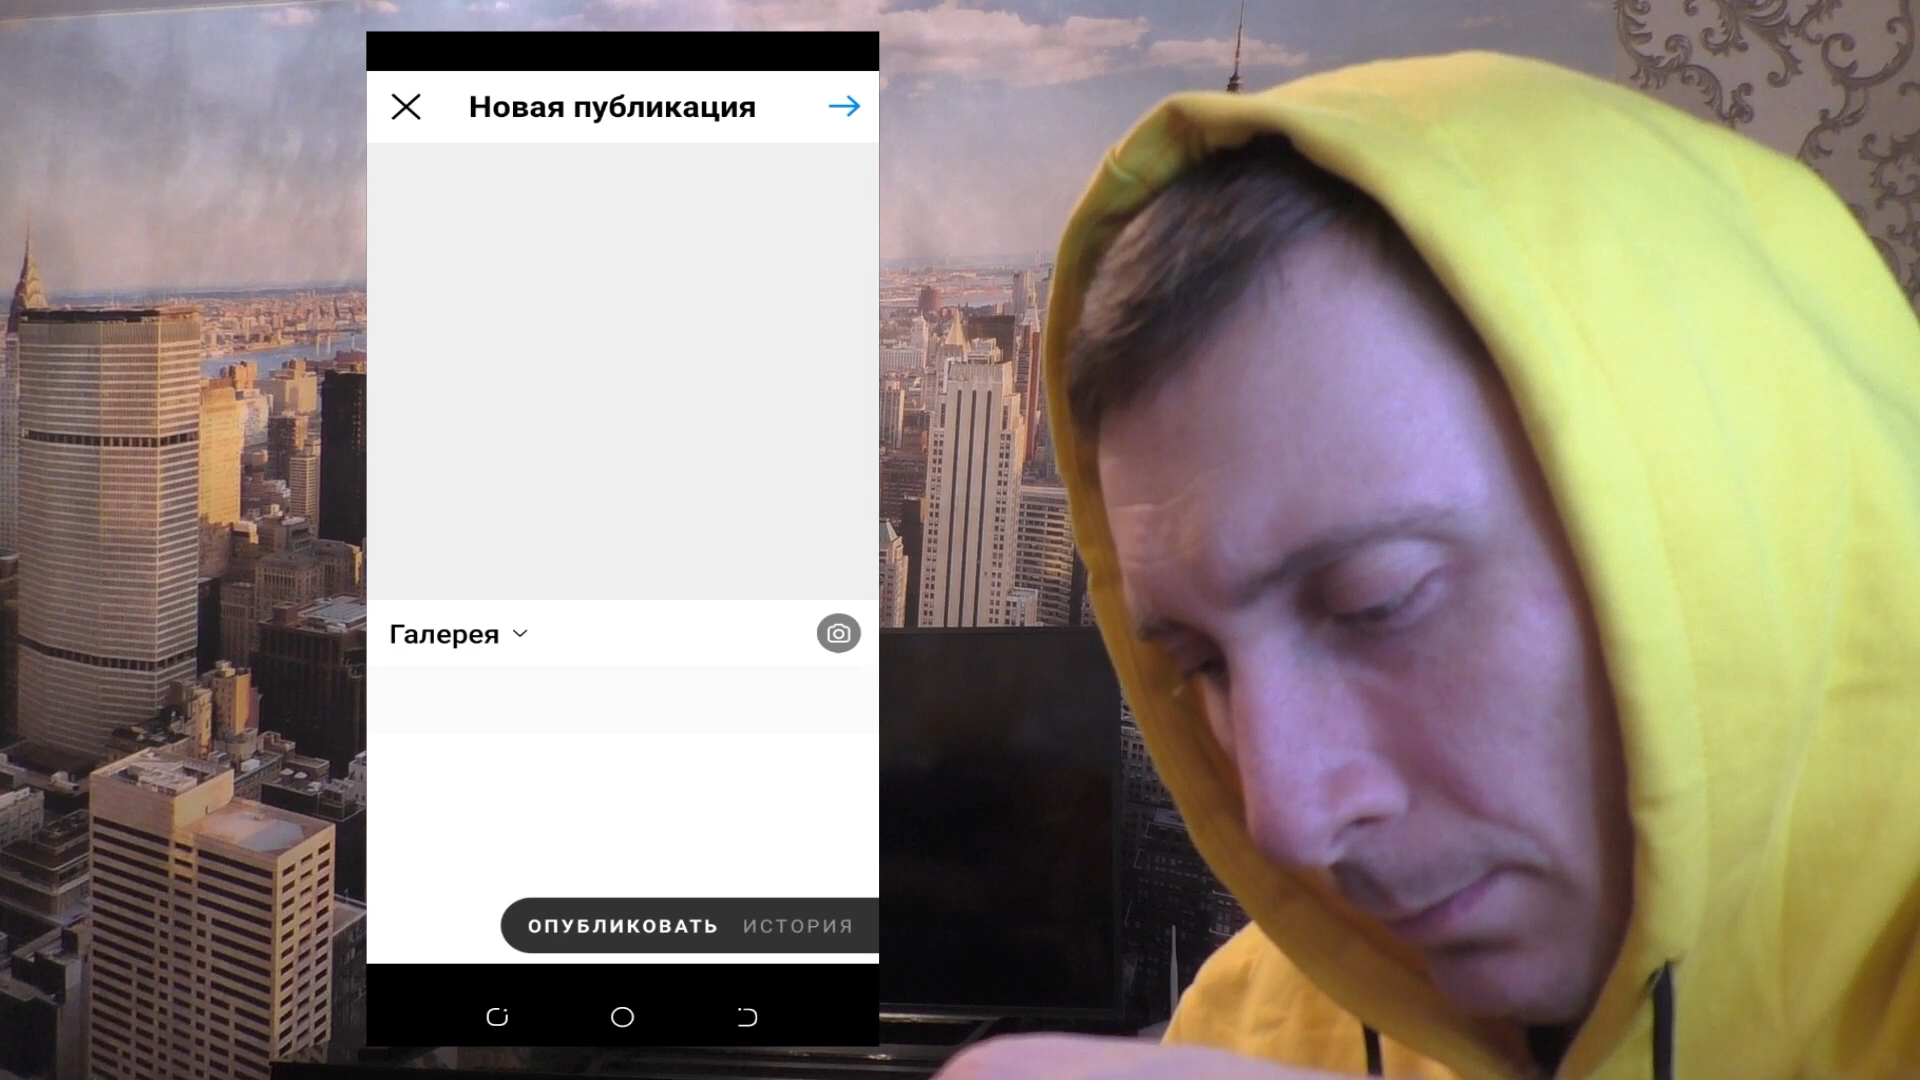 Новая публикация
Галерея
ОПУБЛИКОВАТЬ ИСТОРИЯ